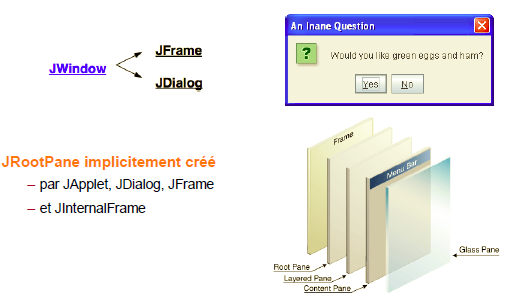 JFrame
JWindow
JDialog
An Inane Question
?
Would you like green eggs and ham?
Yes
No
JRootPane implicitement créé
– par JApplet, JDialog, JFrame
– et JInternalFrame
Frame
Menu Bar
Glass Pane
Root Pane
Layered Pane
Content Pane